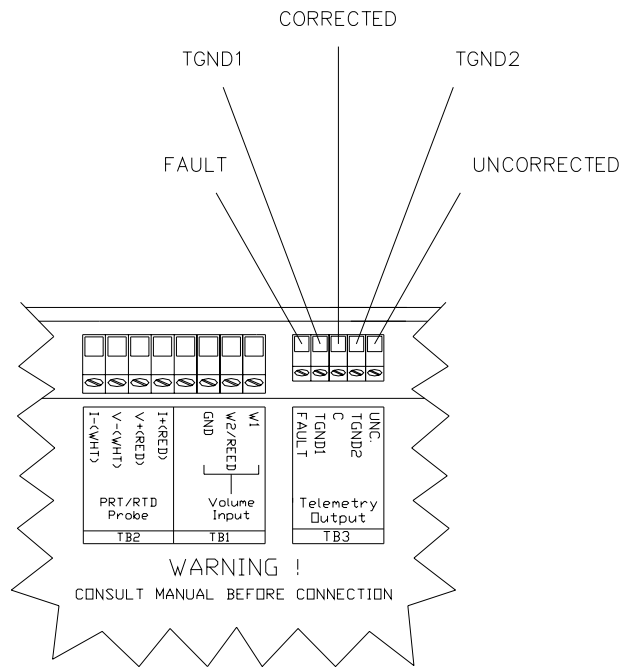 CORRECTED
TGND1
TGND2
FAULT
UNCORRECTED
I-(WHT)
V-(WHT)
V+(RED)
I+(RED)
GND
W2/REED
W1
FAULT
TGND1
C
TGND2
UNC.
PRT/RTD
Probe
Volume
Input
Telemetry
Output
TB2
TB1
TB3
WARNING !
CONSULT MANUAL BEFORE CONNECTION